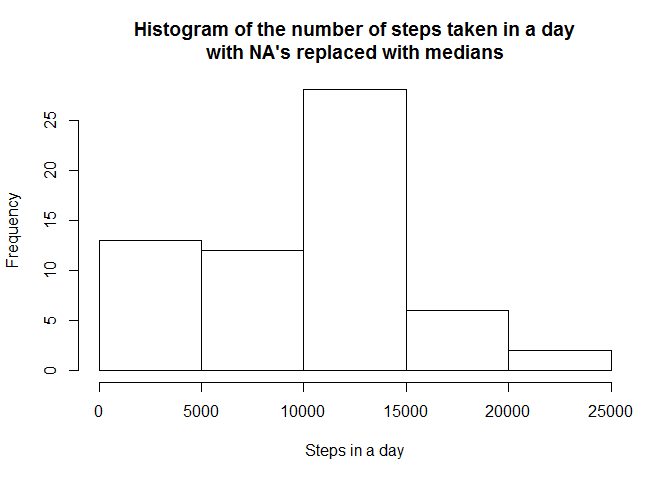 Histogram of the number of steps taken in a day
with NA's replaced with medians
Frequency
25
20
15
10
5
0
0 5000 10000 15000 20000 25000
Steps in a day